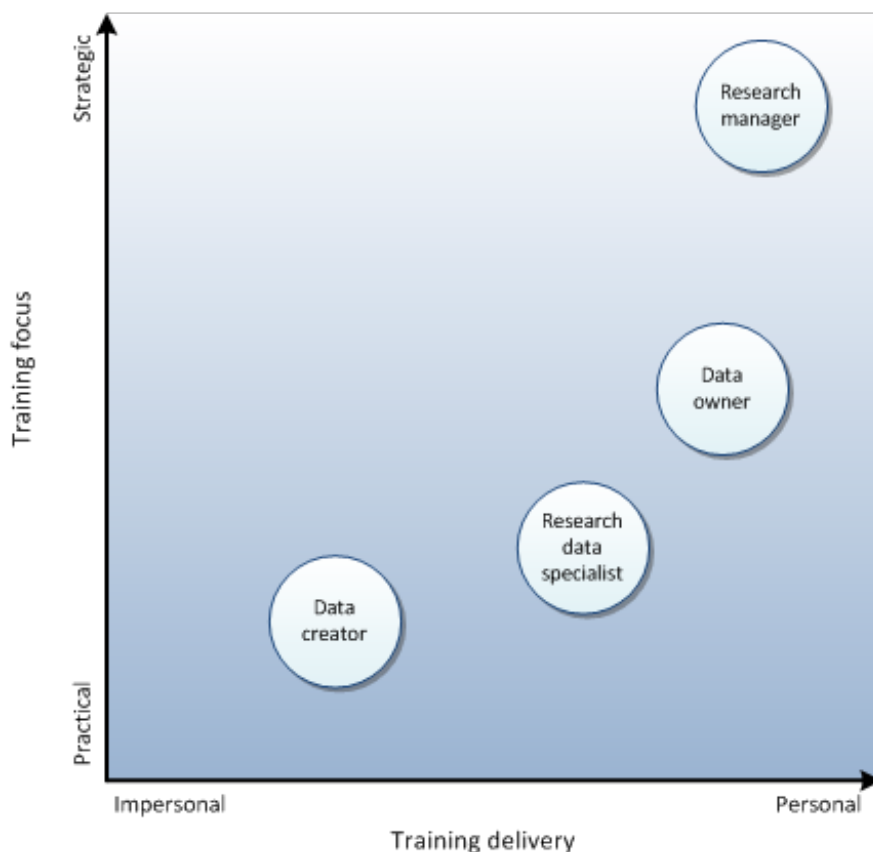 Strategic
Research
manager
Training focus
Data
owner
Research
data
specialist
Data
creator
Practical
Impersonal
Personal
Training delivery